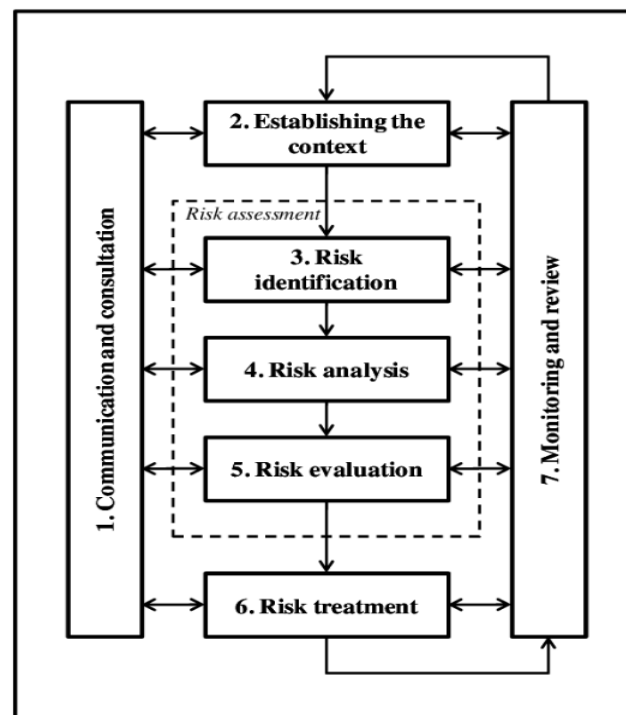 1. Communication and consultation
2. Establishing the
context
Risk assessment
3. Risk
identification
4. Risk analysis
5. Risk evaluation
6. Risk treatment
7. Monitoring and review